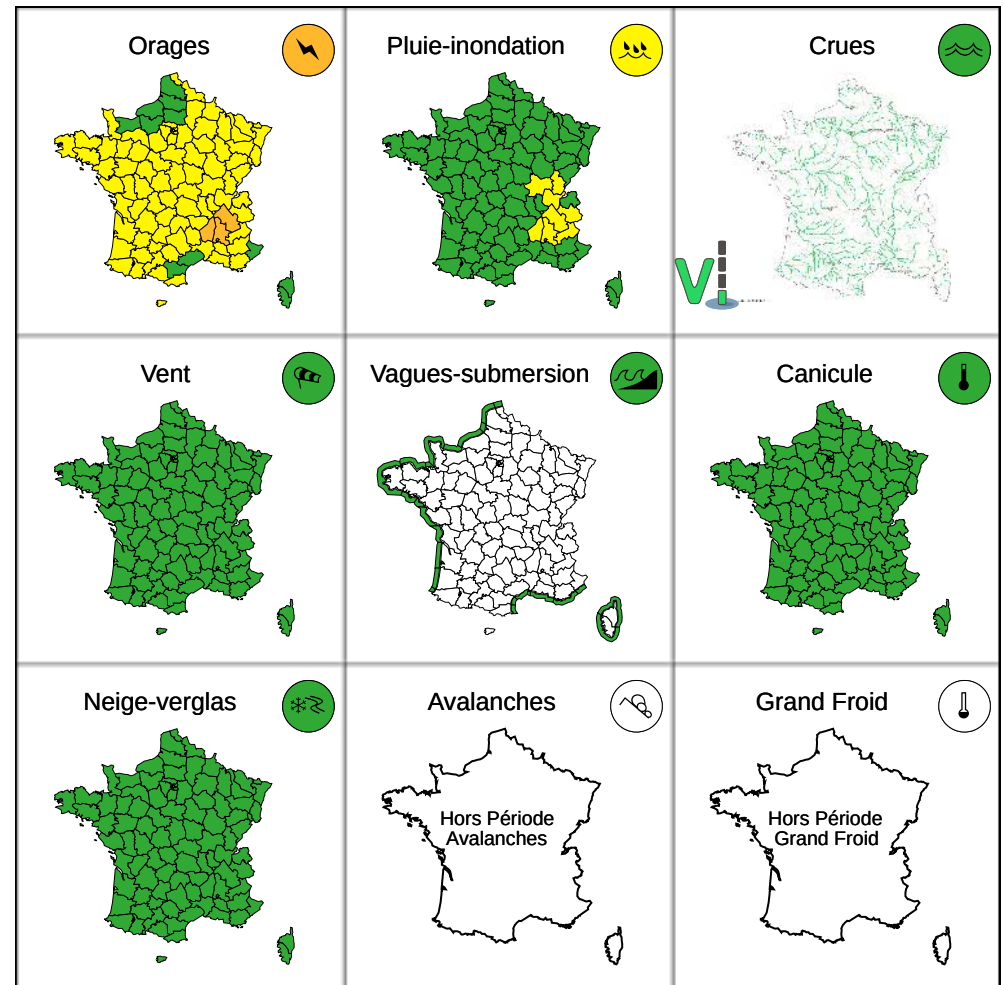 Orages
Pluie-inondation
Crues
Vi
Vent
Vagues-submersion
Canicule
Neige-verglas
Avalanches
Grand Froid
Hors Période
Avalanches
Hors Période
Grand Froid